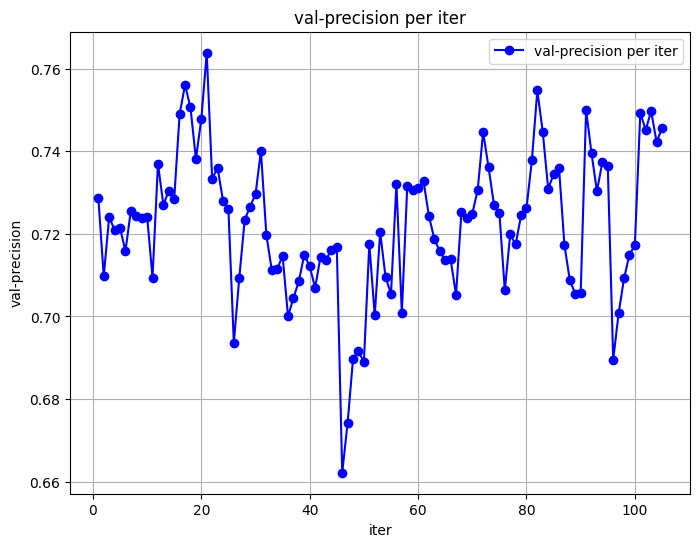 val-precision per iter
val-precision per iter
0.76
0.74
0.72
0.70
0.68
0.66
val-precision
0 20 40 60 80 100
iter